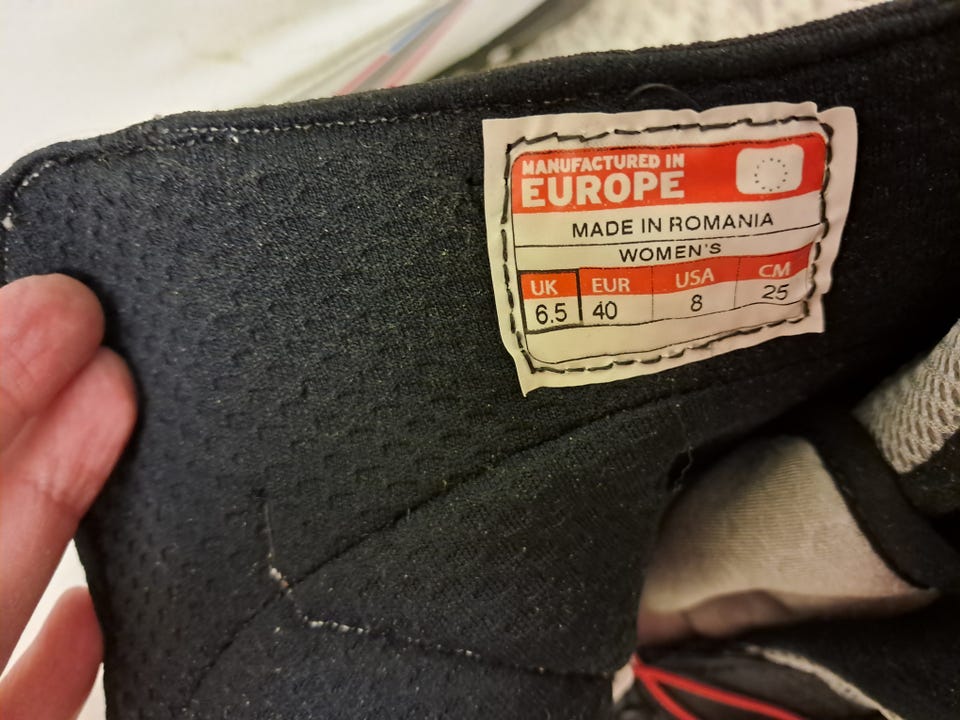 MANUFACTURED IN
EUROPE
MADE IN ROMANIA
WOMEN'S
UK EUR USA CM
6.5 40 8 25